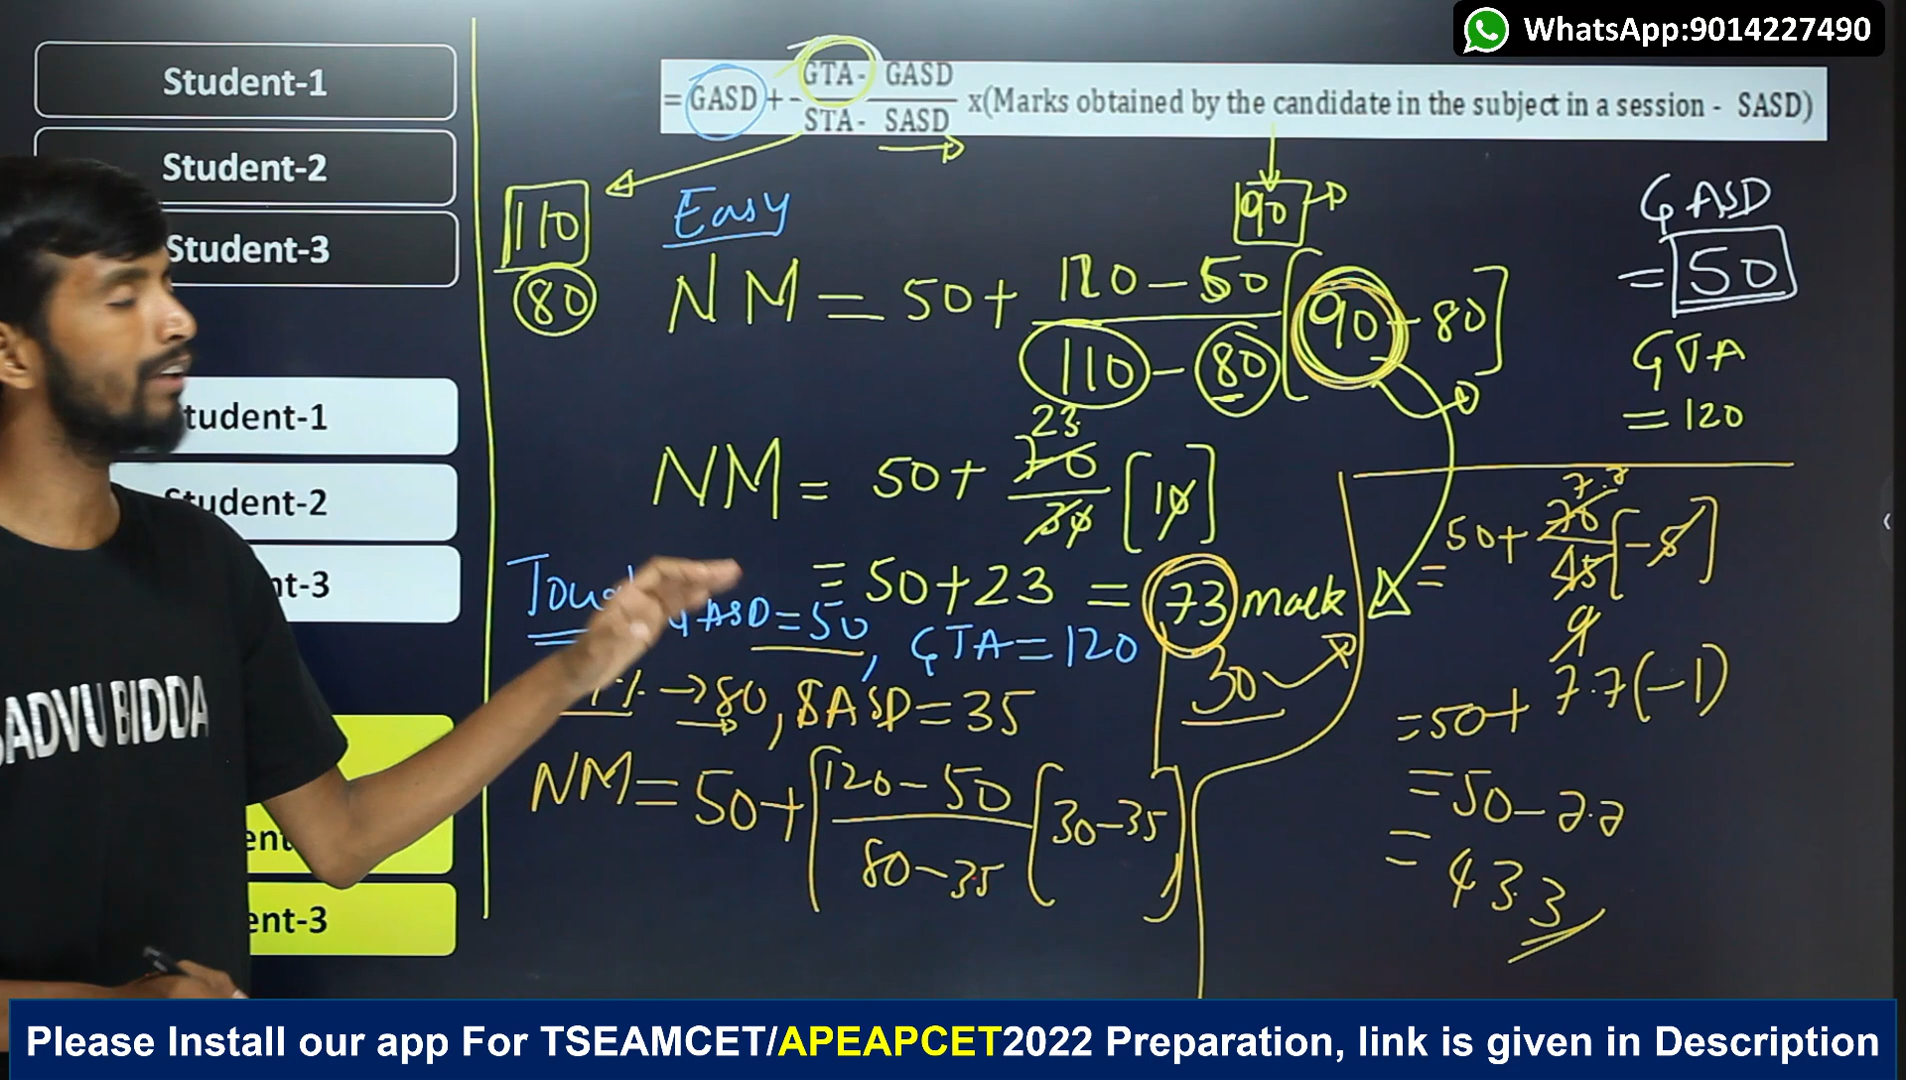 WhatsApp:9014227490
Student-1
Student-2
Student-3
= GASD + - GTA - GASD / STA - SASD x(Marks obtained by the candidate in the subject in a session - SASD)
110
80
Easy
90
GASD
= 50
GTA
= 120
NM = 50+ 120-50 / 110-80 [90-80]
23.
NM = 50+ 70/30 [10]
= 50+23 = 73 mark
tudent-1
tudent-2
nt-3
GASD=50, GTA=120
1% → 80, SASD=35
30
NM = 50+ [120-50 / 80-35 [30-35]
= 50+ 70/45 [-5]
9
= 50+ 7.7(-1)
= 50-7.7
= 43.3
SADVU BIDDA
ent
ent-3
Please Install our app For TSEAMCET/APEAPCET2022 Preparation, link is given in Description